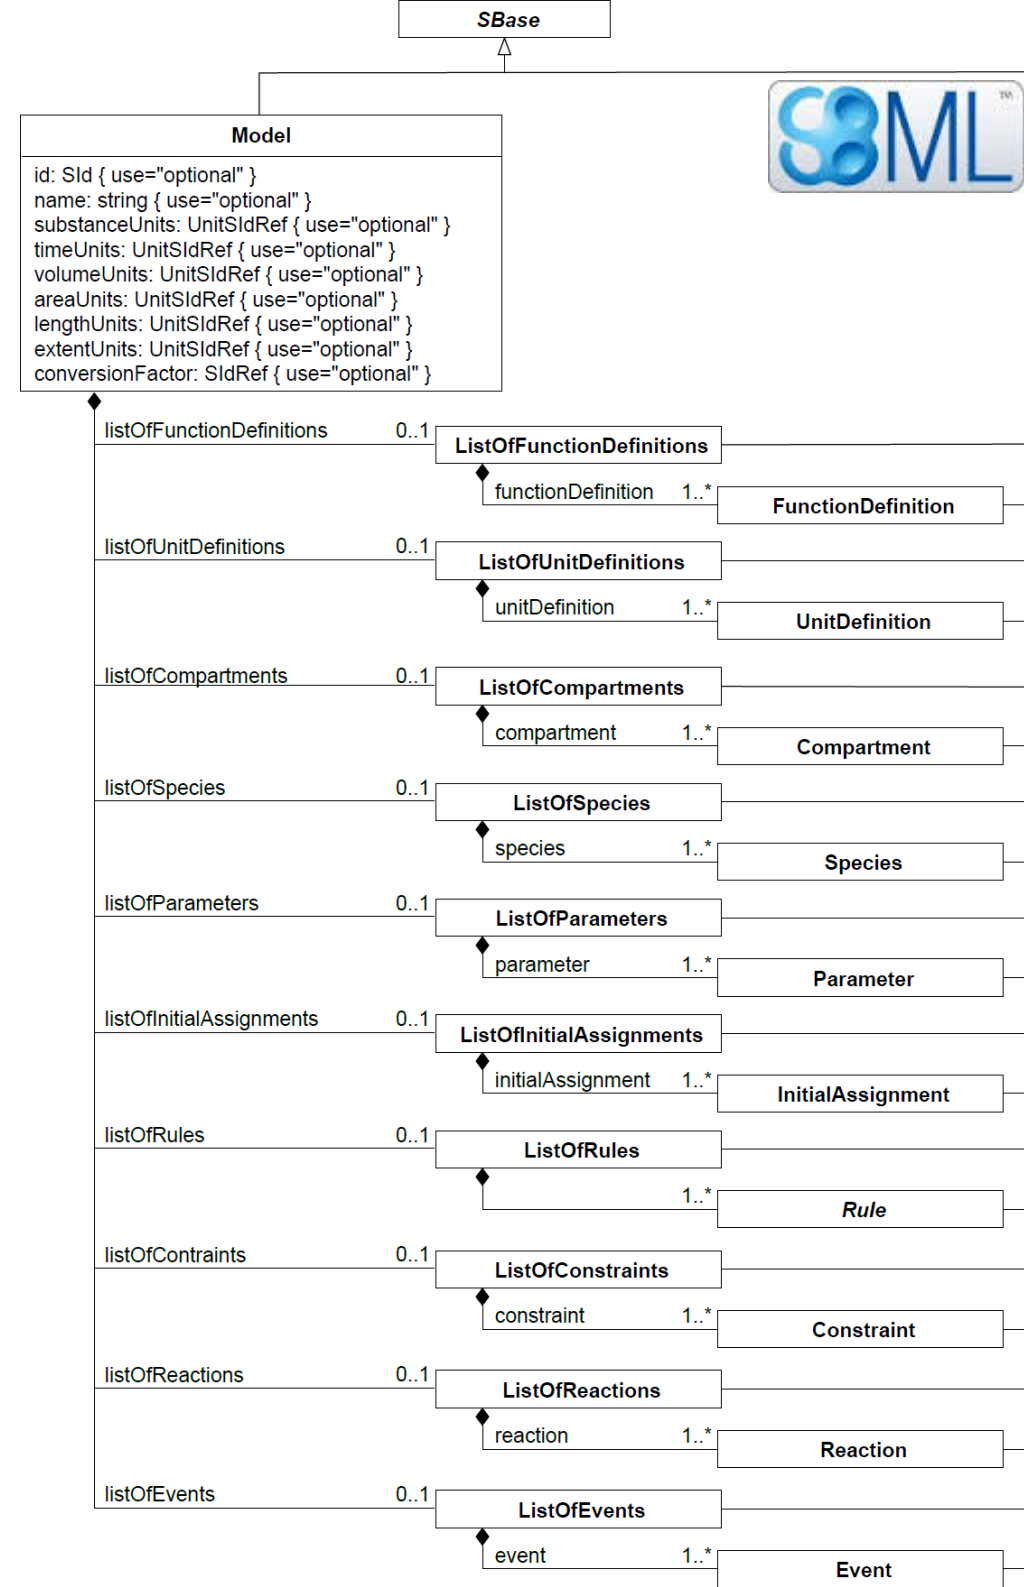 SBase
SBML™
Model
id: SId { use="optional" }
name: string { use="optional" }
substanceUnits: UnitSIdRef { use="optional" }
timeUnits: UnitSIdRef { use="optional" }
volumeUnits: UnitSIdRef { use="optional" }
areaUnits: UnitSIdRef { use="optional" }
lengthUnits: UnitSIdRef { use="optional" }
extentUnits: UnitSIdRef { use="optional" }
conversionFactor: SIdRef { use="optional" }
listOfFunctionDefinitions 0..1
ListOfFunctionDefinitions
functionDefinition 1..*
FunctionDefinition
listOfUnitDefinitions 0..1
ListOfUnitDefinitions
unitDefinition 1..*
UnitDefinition
listOfCompartments 0..1
ListOfCompartments
compartment 1..*
Compartment
listOfSpecies 0..1
ListOfSpecies
species 1..*
Species
listOfParameters 0..1
ListOfParameters
parameter 1..*
Parameter
listOfInitialAssignments 0..1
ListOfInitialAssignments
initialAssignment 1..*
InitialAssignment
listOfRules 0..1
ListOfRules
1..*
Rule
listOfContraints 0..1
ListOfConstraints
constraint 1..*
Constraint
listOfReactions 0..1
ListOfReactions
reaction 1..*
Reaction
listOfEvents 0..1
ListOfEvents
event 1..*
Event